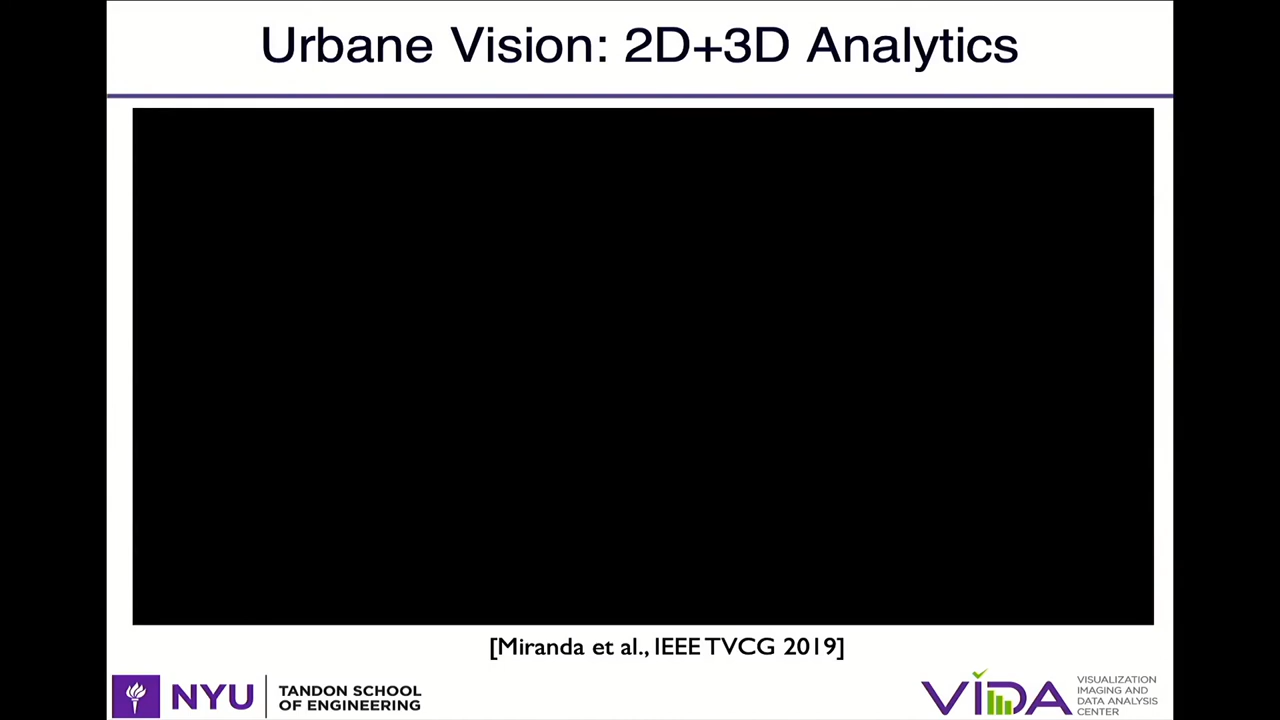 Urbane Vision: 2D+3D Analytics
[Miranda et al., IEEE TVCG 2019]
NYU
TANDON SCHOOL
OF ENGINEERING
VIDA
VISUALIZATION
IMAGING AND
DATA ANALYSIS
CENTER